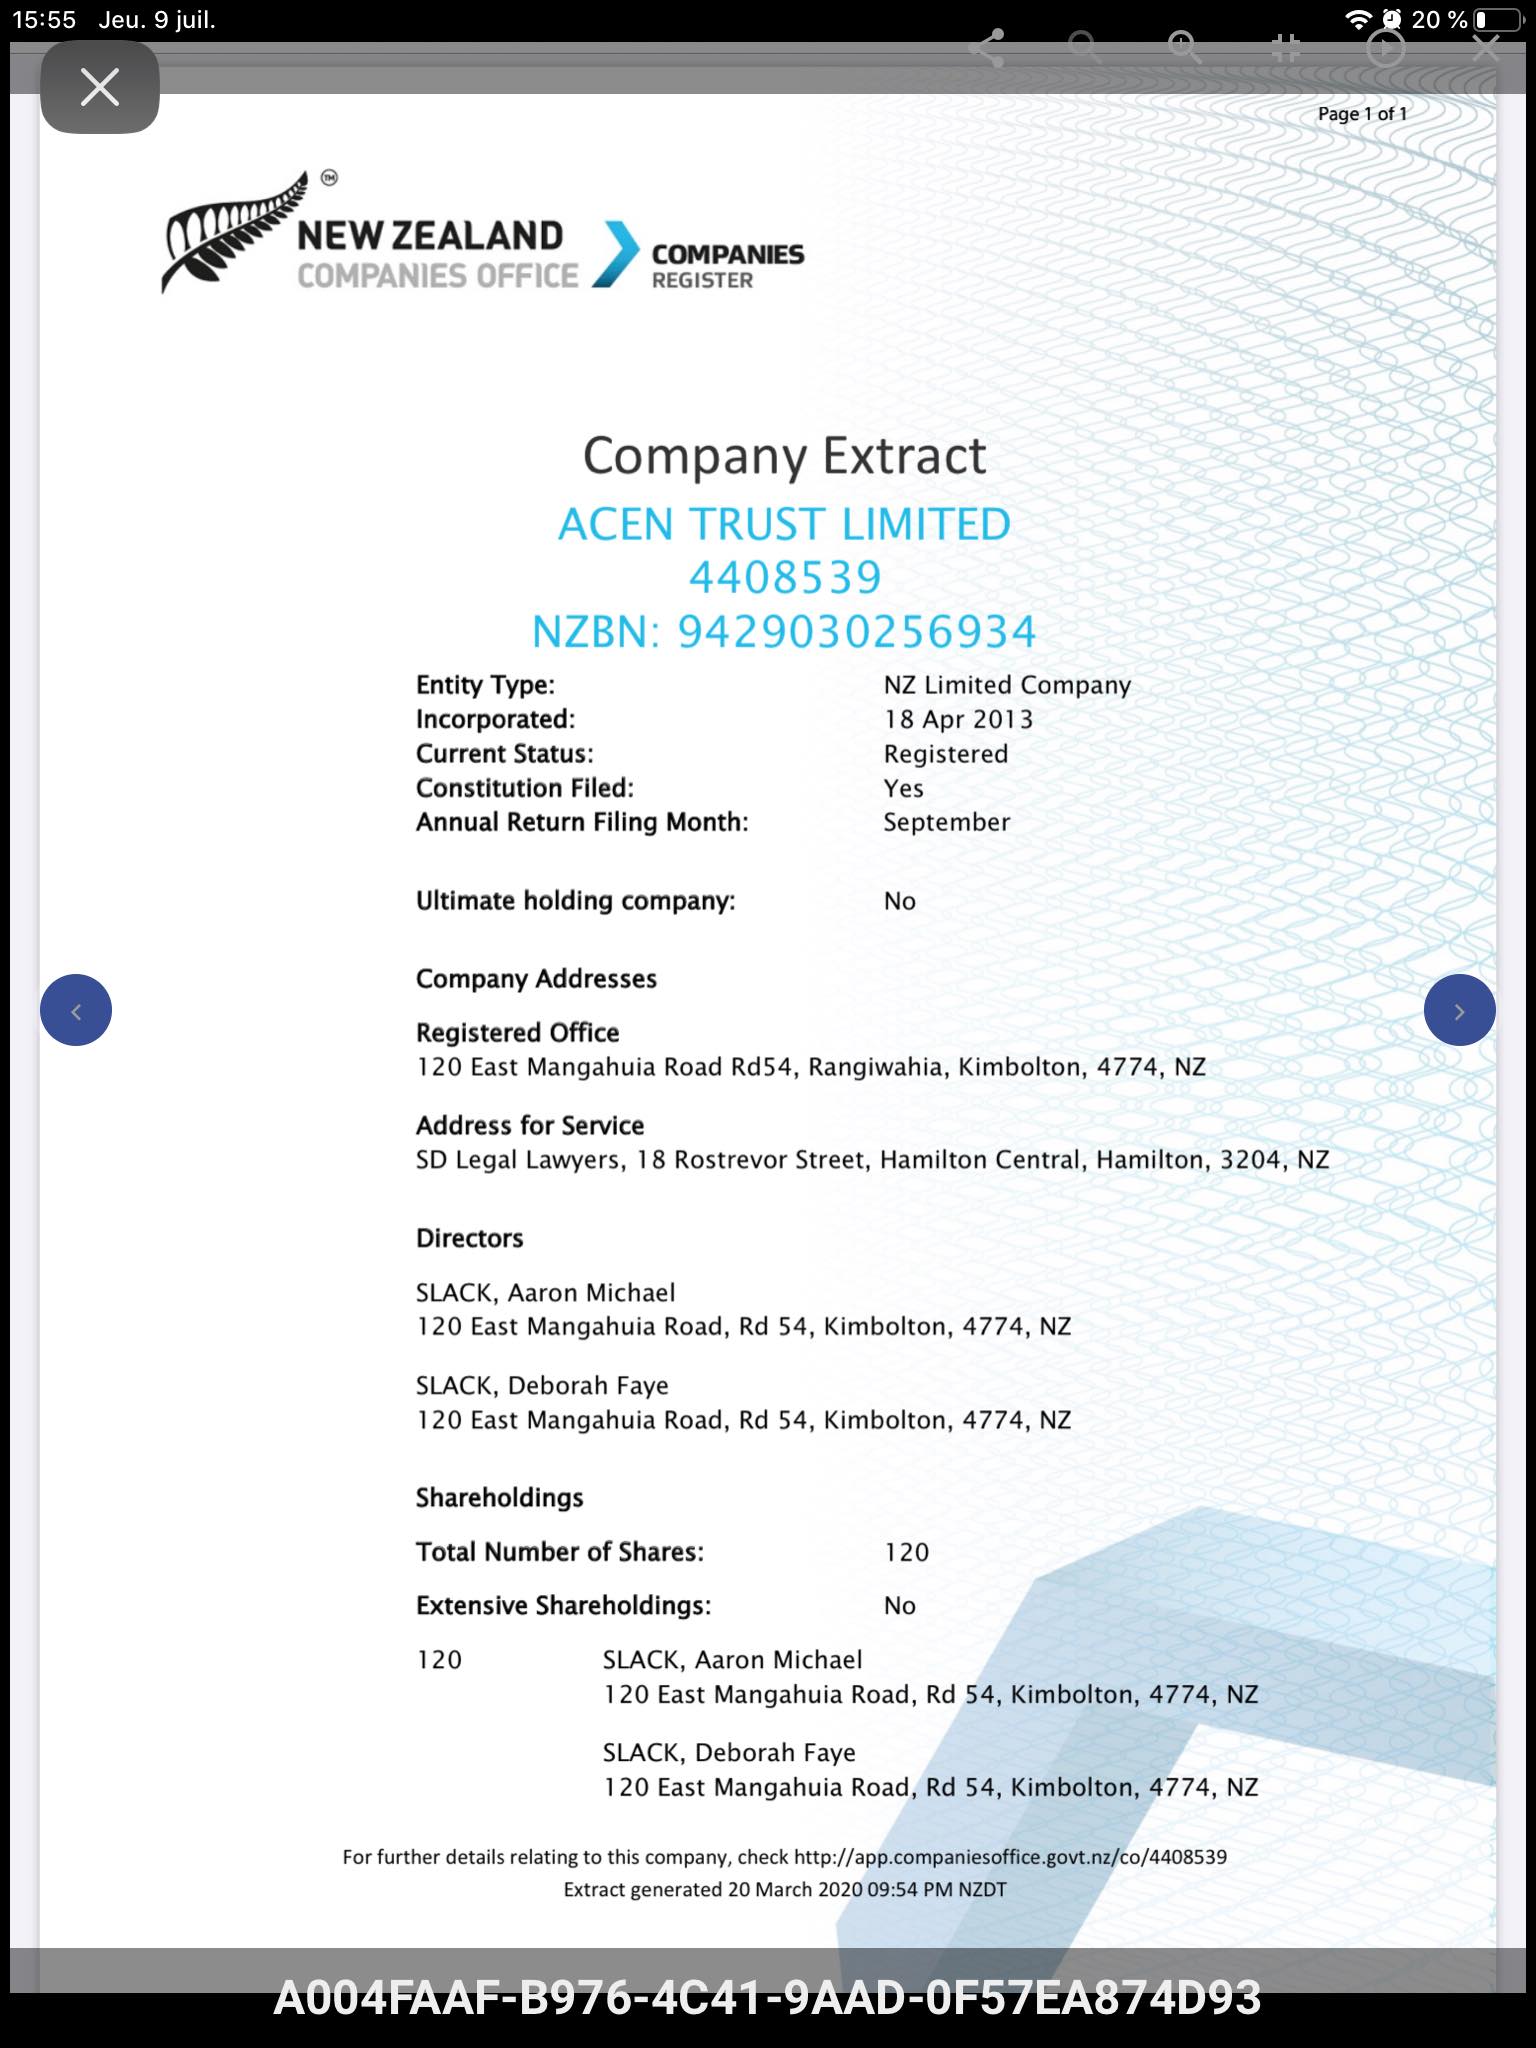 15:55 Jeu. 9 juil.
20 %
Page 1 of 1
TM
NEW ZEALAND
COMPANIES OFFICE
COMPANIES
REGISTER
Company Extract
ACEN TRUST LIMITED
4408539
NZBN: 9429030256934
Entity Type: NZ Limited Company
Incorporated: 18 Apr 2013
Current Status: Registered
Constitution Filed: Yes
Annual Return Filing Month: September
Ultimate holding company: No
Company Addresses
Registered Office
120 East Mangahuia Road Rd54, Rangiwahia, Kimbolton, 4774, NZ
Address for Service
SD Legal Lawyers, 18 Rostrevor Street, Hamilton Central, Hamilton, 3204, NZ
Directors
SLACK, Aaron Michael
120 East Mangahuia Road, Rd 54, Kimbolton, 4774, NZ
SLACK, Deborah Faye
120 East Mangahuia Road, Rd 54, Kimbolton, 4774, NZ
Shareholdings
Total Number of Shares: 120
Extensive Shareholdings: No
120 SLACK, Aaron Michael
120 East Mangahuia Road, Rd 54, Kimbolton, 4774, NZ
SLACK, Deborah Faye
120 East Mangahuia Road, Rd 54, Kimbolton, 4774, NZ
For further details relating to this company, check http://app.companiesoffice.govt.nz/co/4408539
Extract generated 20 March 2020 09:54 PM NZDT
A004FAAF-B976-4C41-9AAD-0F57EA874D93